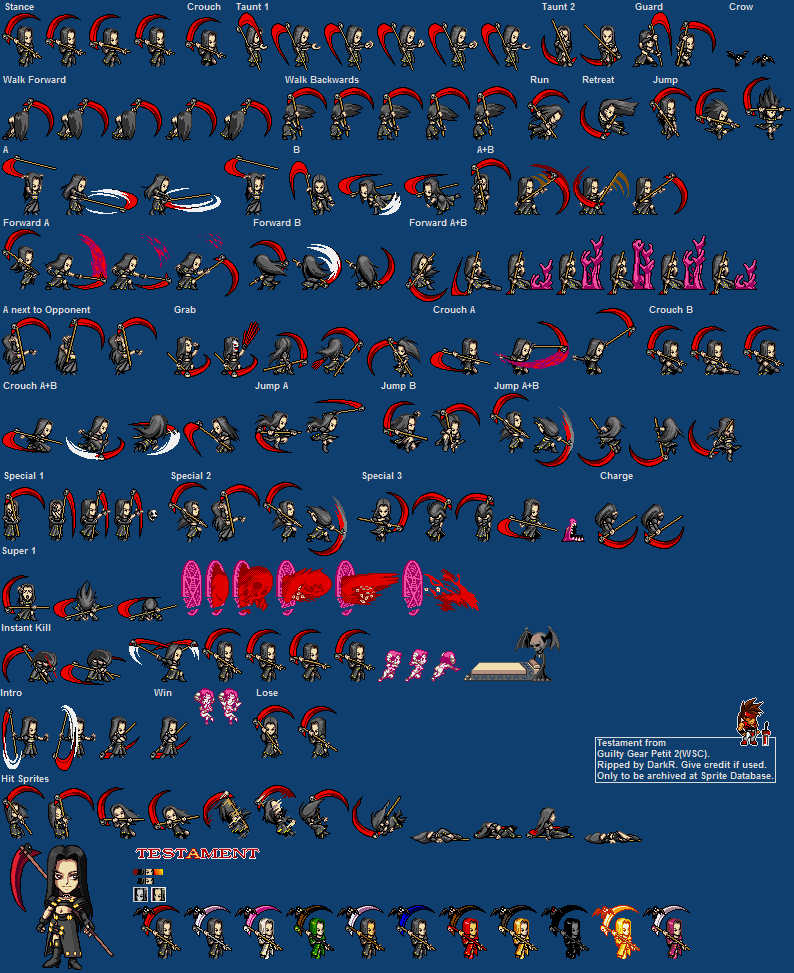 Stance
Crouch
Taunt 1
Taunt 2
Guard
Crow
Walk Forward
Walk Backwards
Run
Retreat
Jump
A
B
A+B
Forward A
Forward B
Forward A+B
A next to Opponent
Grab
Crouch A
Crouch B
Crouch A+B
Jump A
Jump B
Jump A+B
Special 1
Special 2
Special 3
Charge
Super 1
Instant Kill
Intro
Win
Lose
Testament from
Guilty Gear Petit 2(WSC).
Ripped by DarkR. Give credit if used.
Only to be archived at Sprite Database.
Hit Sprites
TESTAMENT